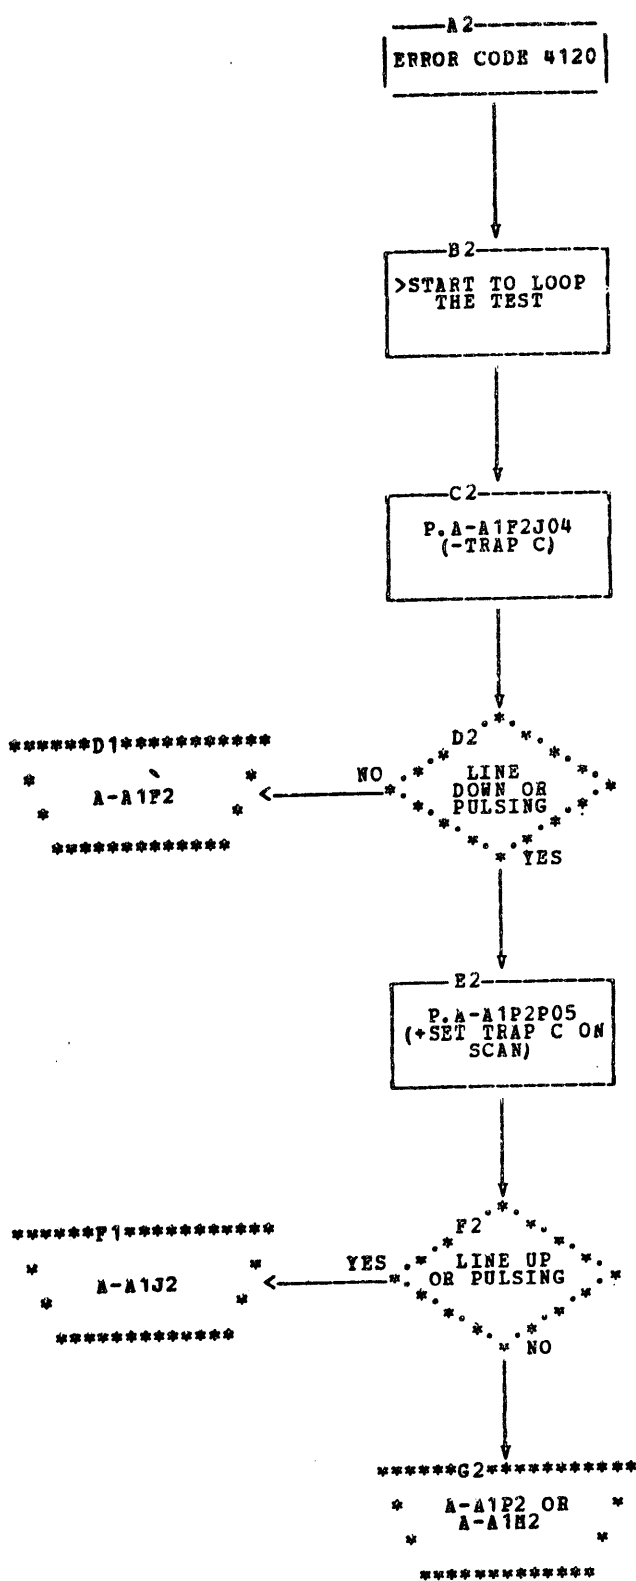 A2
ERROR CODE 4120
B2
>START TO LOOP
THE TEST
C2
P.A-A1F2J04
(-TRAP C)
D1
A-A1F2
NO
D2
LINE
DOWN OR
PULSING
YES
E2
P.A-A1P2P05
(+SET TRAP C ON
SCAN)
F1
A-A1J2
YES
F2
LINE UP
OR PULSING
NO
G2
A-A1P2 OR
A-A1M2